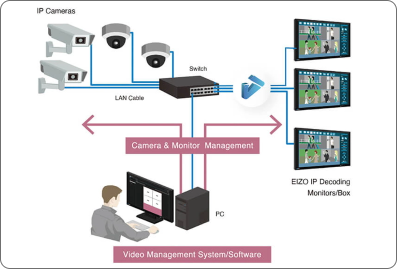 IP Cameras
Switch
LAN Cable
Camera & Monitor Management
EIZO IP Decoding
Monitors/Box
PC
Video Management System/Software